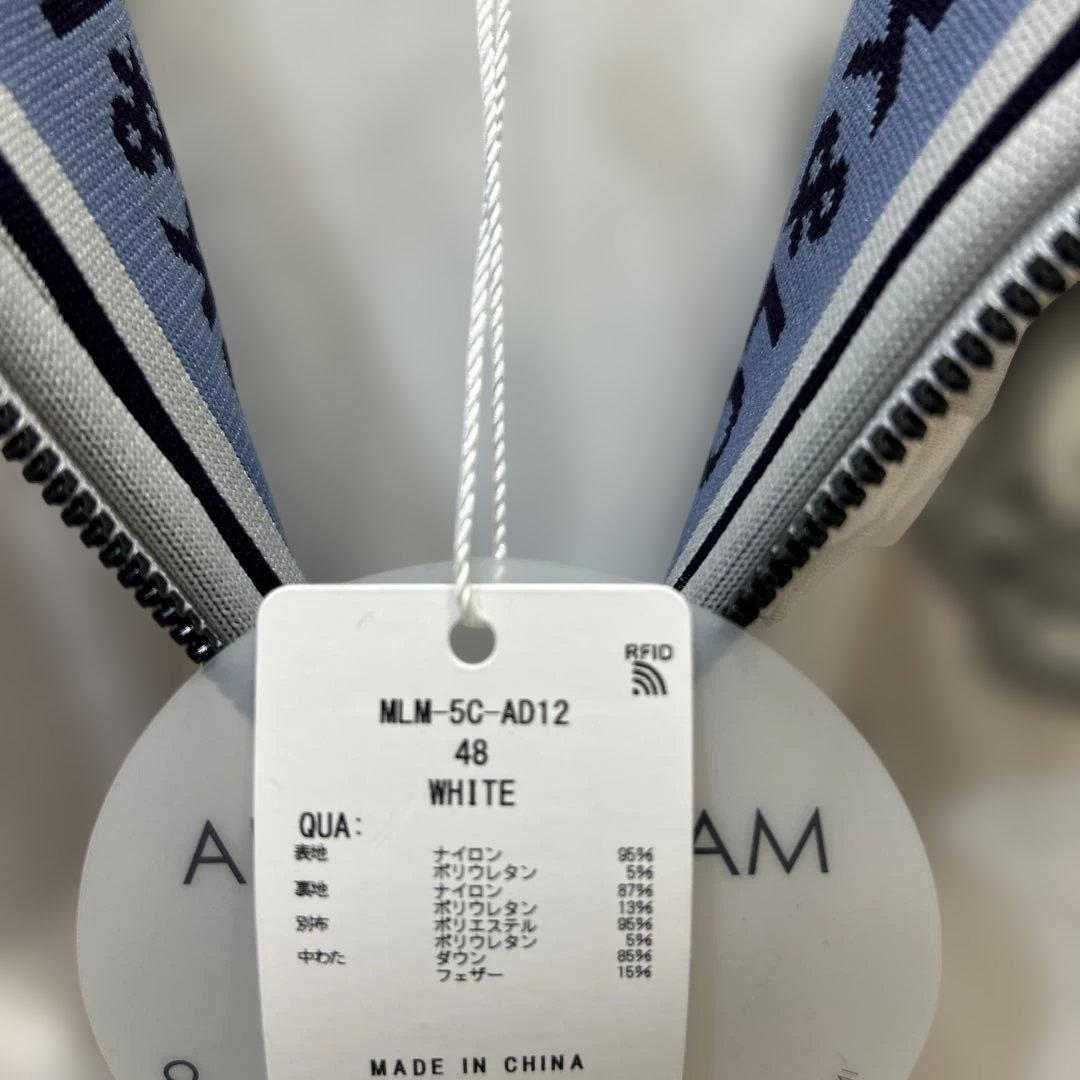 RFID
MLM-5C-AD12
48
WHITE
QUA:
表地 ナイロン 95%
ポリウレタン 5%
裏地 ナイロン 87%
ポリウレタン 13%
別布 ポリエステル 95%
ポリウレタン 5%
中わた ダウン 85%
フェザー 15%
MADE IN CHINA